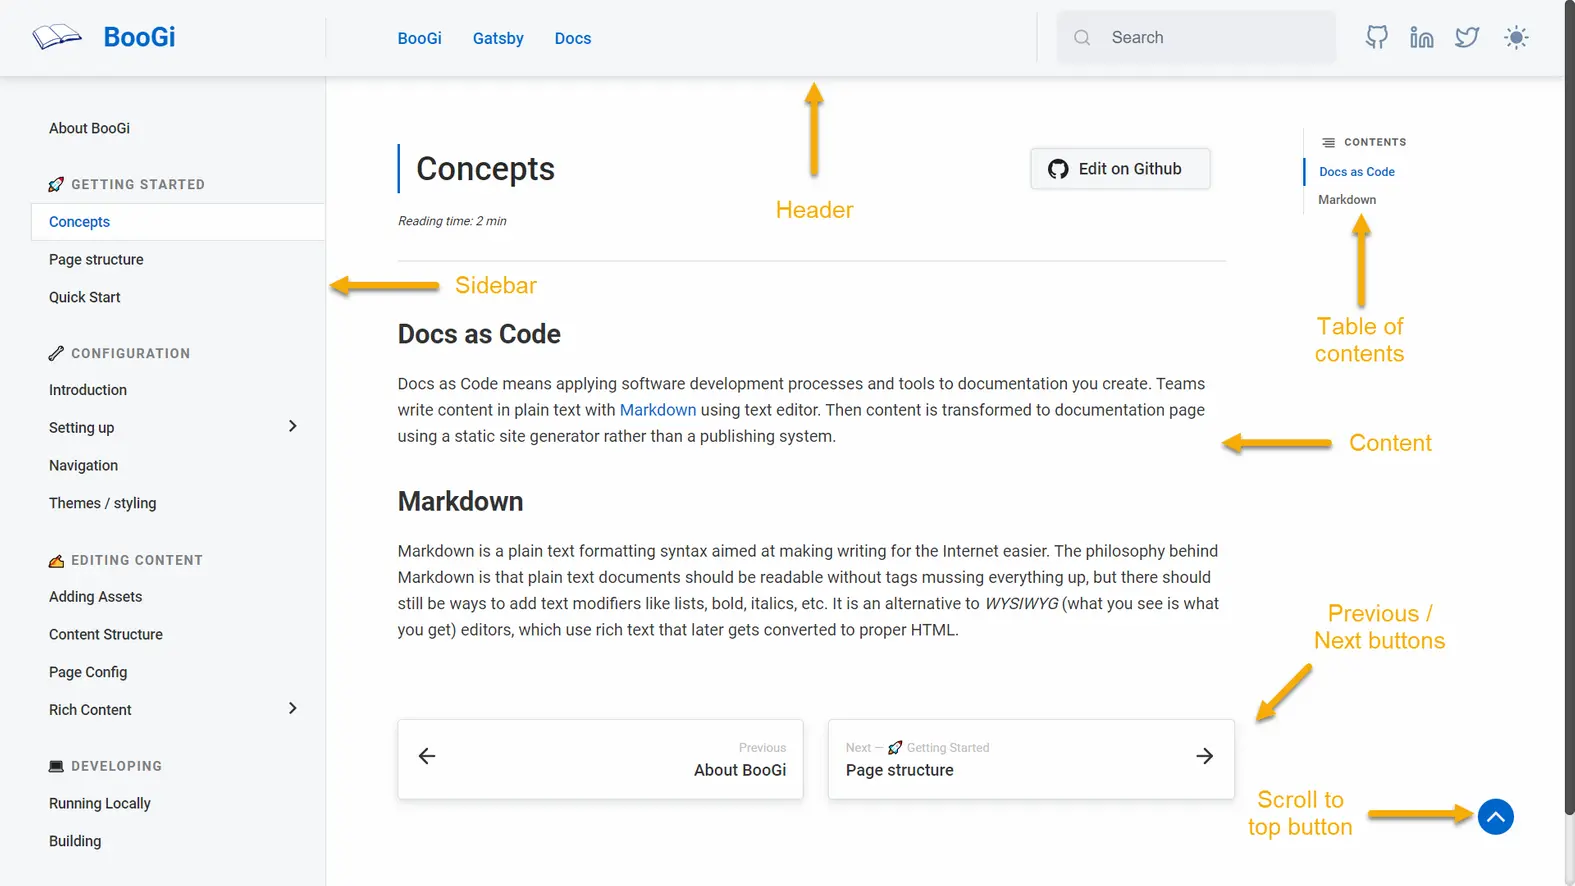 BooGi
BooGi Gatsby Docs
Search
About BooGi
GETTING STARTED
Concepts
Page structure
Quick Start
CONFIGURATION
Introduction
Setting up
Navigation
Themes / styling
EDITING CONTENT
Adding Assets
Content Structure
Page Config
Rich Content
DEVELOPING
Running Locally
Building
Concepts
Edit on Github
Reading time: 2 min
Header
Sidebar
CONTENTS
Docs as Code
Markdown
Table of
contents
Docs as Code
Docs as Code means applying software development processes and tools to documentation you create. Teams
write content in plain text with Markdown using text editor. Then content is transformed to documentation page
using a static site generator rather than a publishing system.
Content
Markdown
Markdown is a plain text formatting syntax aimed at making writing for the Internet easier. The philosophy behind
Markdown is that plain text documents should be readable without tags mussing everything up, but there should
still be ways to add text modifiers like lists, bold, italics, etc. It is an alternative to WYSIWYG (what you see is what
you get) editors, which use rich text that later gets converted to proper HTML.
Previous /
Next buttons
Previous
About BooGi
Next — Getting Started
Page structure
Scroll to
top button